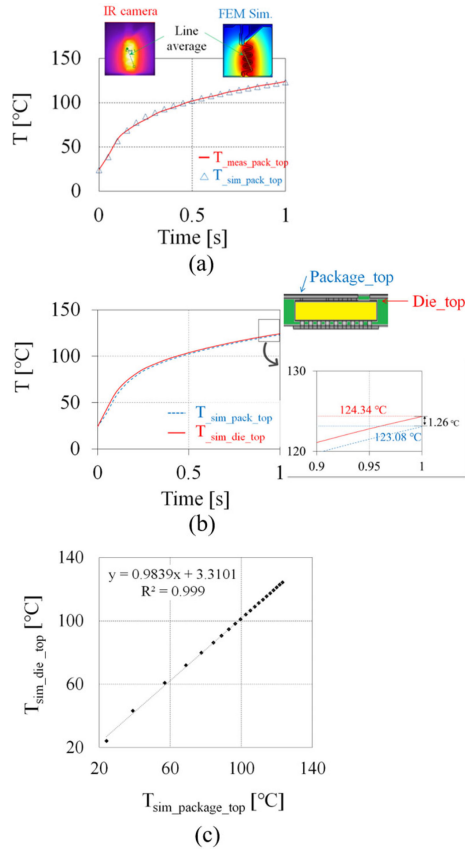 IR camera
FEM Sim.
Line
average
150
100
50
0
T [℃]
T_meas_pack_top
T_sim_pack_top
0
0.5
1
Time [s]
(a)
Package_top
Die_top
150
100
50
0
T [℃]
T_sim_pack_top
T_sim_die_top
0
0.5
1
Time [s]
130
124.34 ℃
1.26 ℃
123.08 ℃
120
0.9
0.95
1
(b)
140
y = 0.9839x + 3.3101
R² = 0.999
100
60
20
T sim_die _top [℃]
20
60
100
140
T sim_package_top [℃]
(c)